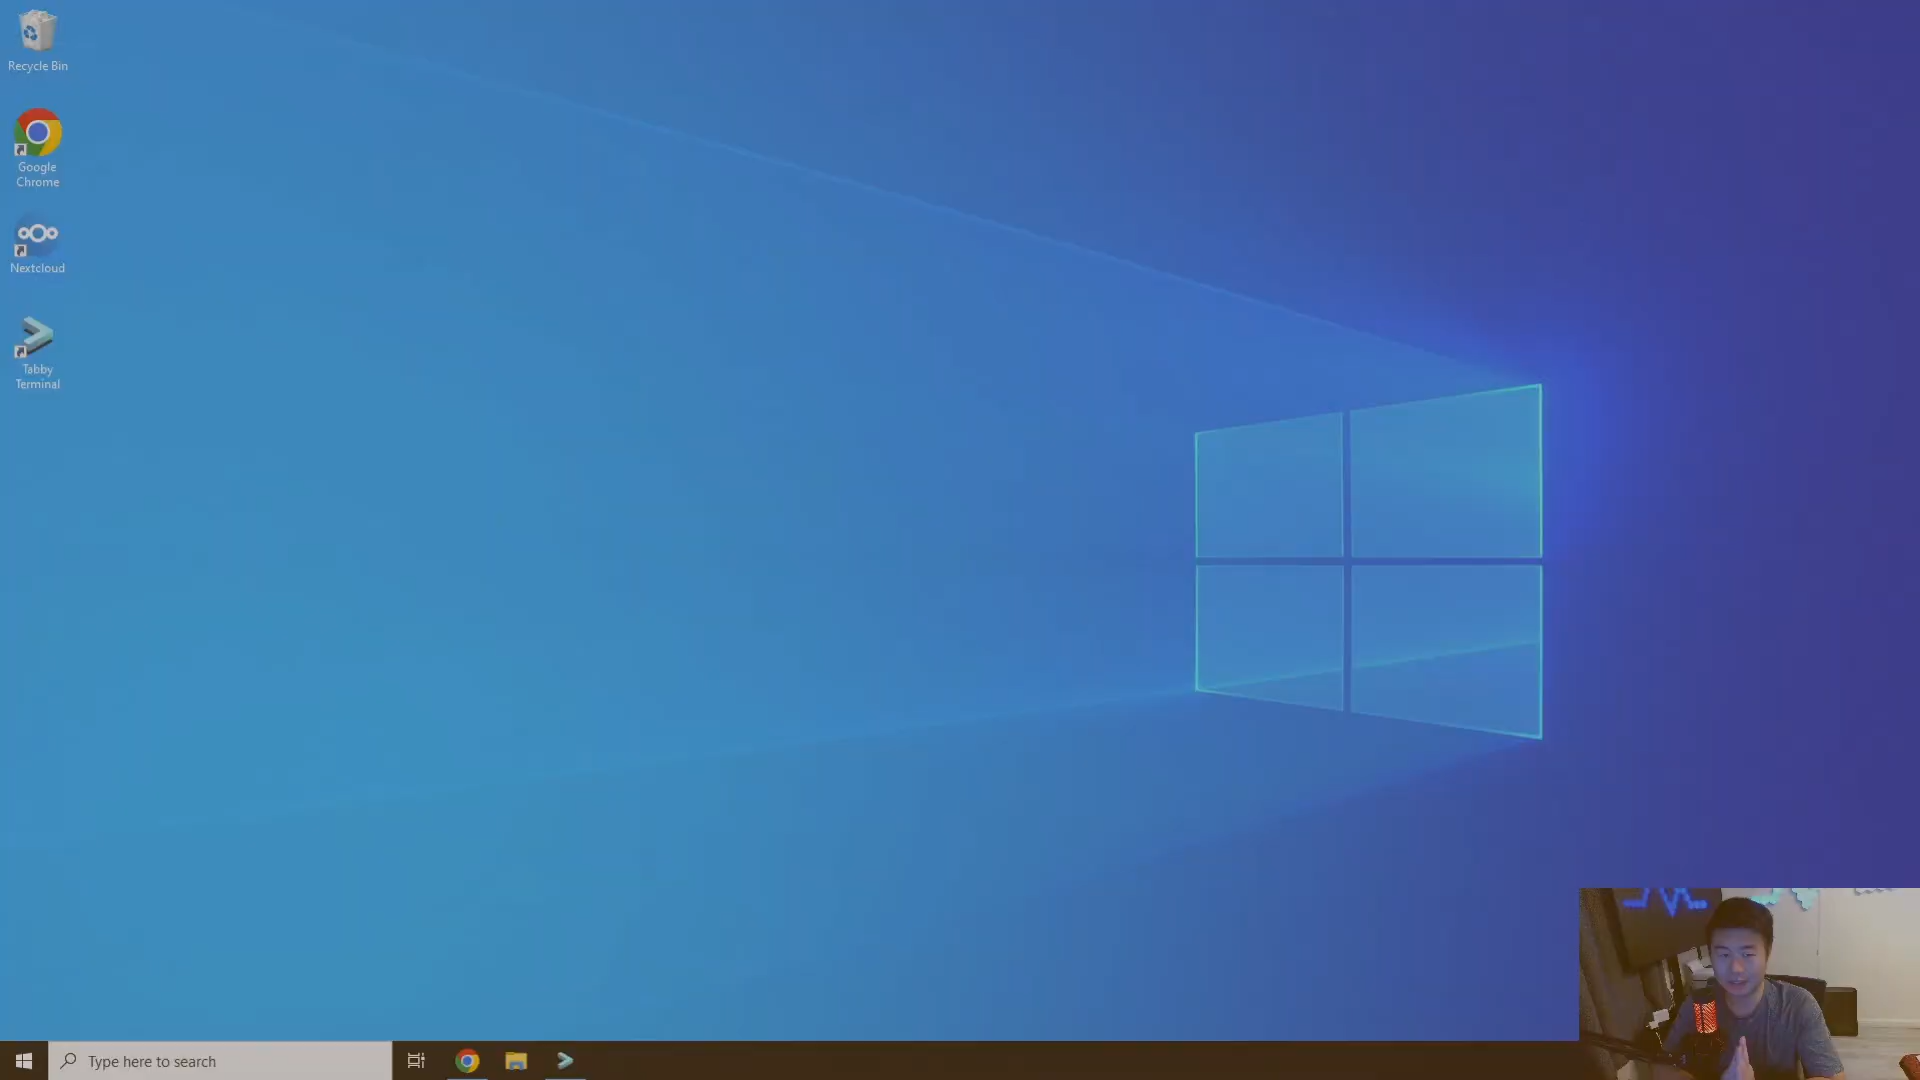 Recycle Bin
Google
Chrome
Nextcloud
Tabby
Terminal
Type here to search